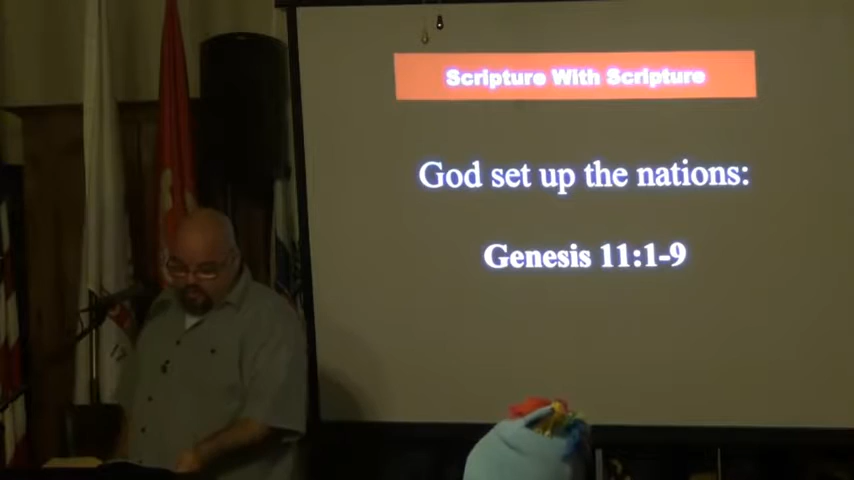 Scripture With Scripture
God set up the nations:
Genesis 11:1-9